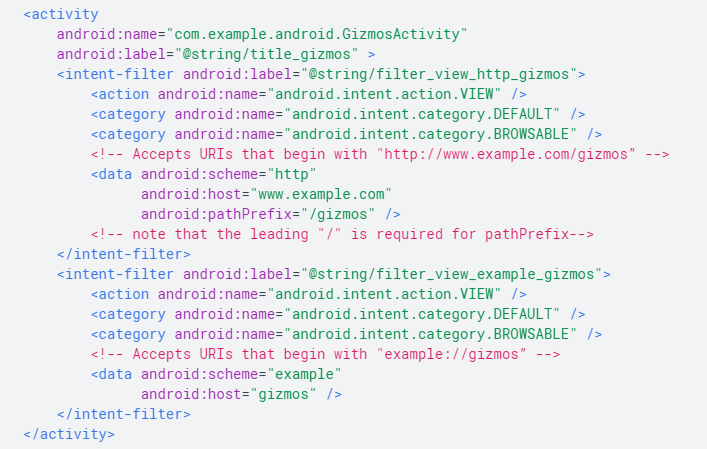 <activity
    android:name="com.example.android.GizmosActivity"
    android:label="@string/title_gizmos" >
    <intent-filter android:label="@string/filter_view_http_gizmos">
        <action android:name="android.intent.action.VIEW" />
        <category android:name="android.intent.category.DEFAULT" />
        <category android:name="android.intent.category.BROWSABLE" />
        <!-- Accepts URIs that begin with "http://www.example.com/gizmos” -->
        <data android:scheme="http"
              android:host="www.example.com"
              android:pathPrefix="/gizmos" />
        <!-- note that the leading "/" is required for pathPrefix-->
    </intent-filter>
    <intent-filter android:label="@string/filter_view_example_gizmos">
        <action android:name="android.intent.action.VIEW" />
        <category android:name="android.intent.category.DEFAULT" />
        <category android:name="android.intent.category.BROWSABLE" />
        <!-- Accepts URIs that begin with "example://gizmos” -->
        <data android:scheme="example"
              android:host="gizmos" />
    </intent-filter>
</activity>